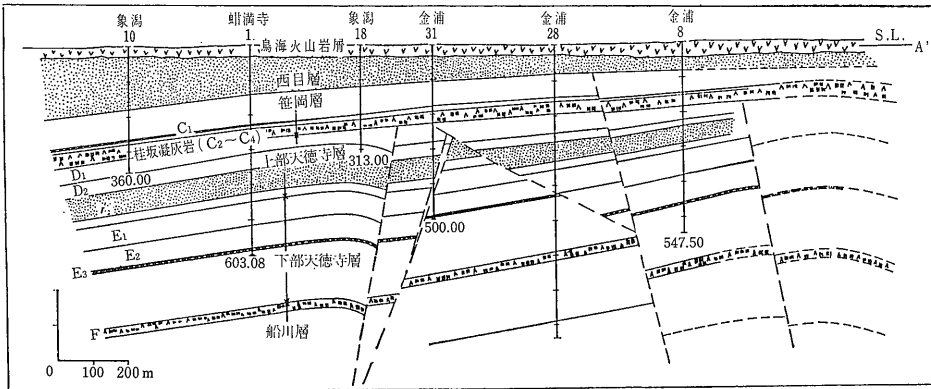 象潟 蚶満寺 象潟 金浦 金浦 金浦
10 1 18 31 28 8
鳥海火山岩層
S.L.
A'
西目層
笹岡層
C1
桂坂凝灰岩(C2~C4)
D1
上部天徳寺層
D2
360.00
313.00
500.00
547.50
E1
E2
E3
603.08
下部天徳寺層
F
船川層
0 100 200m